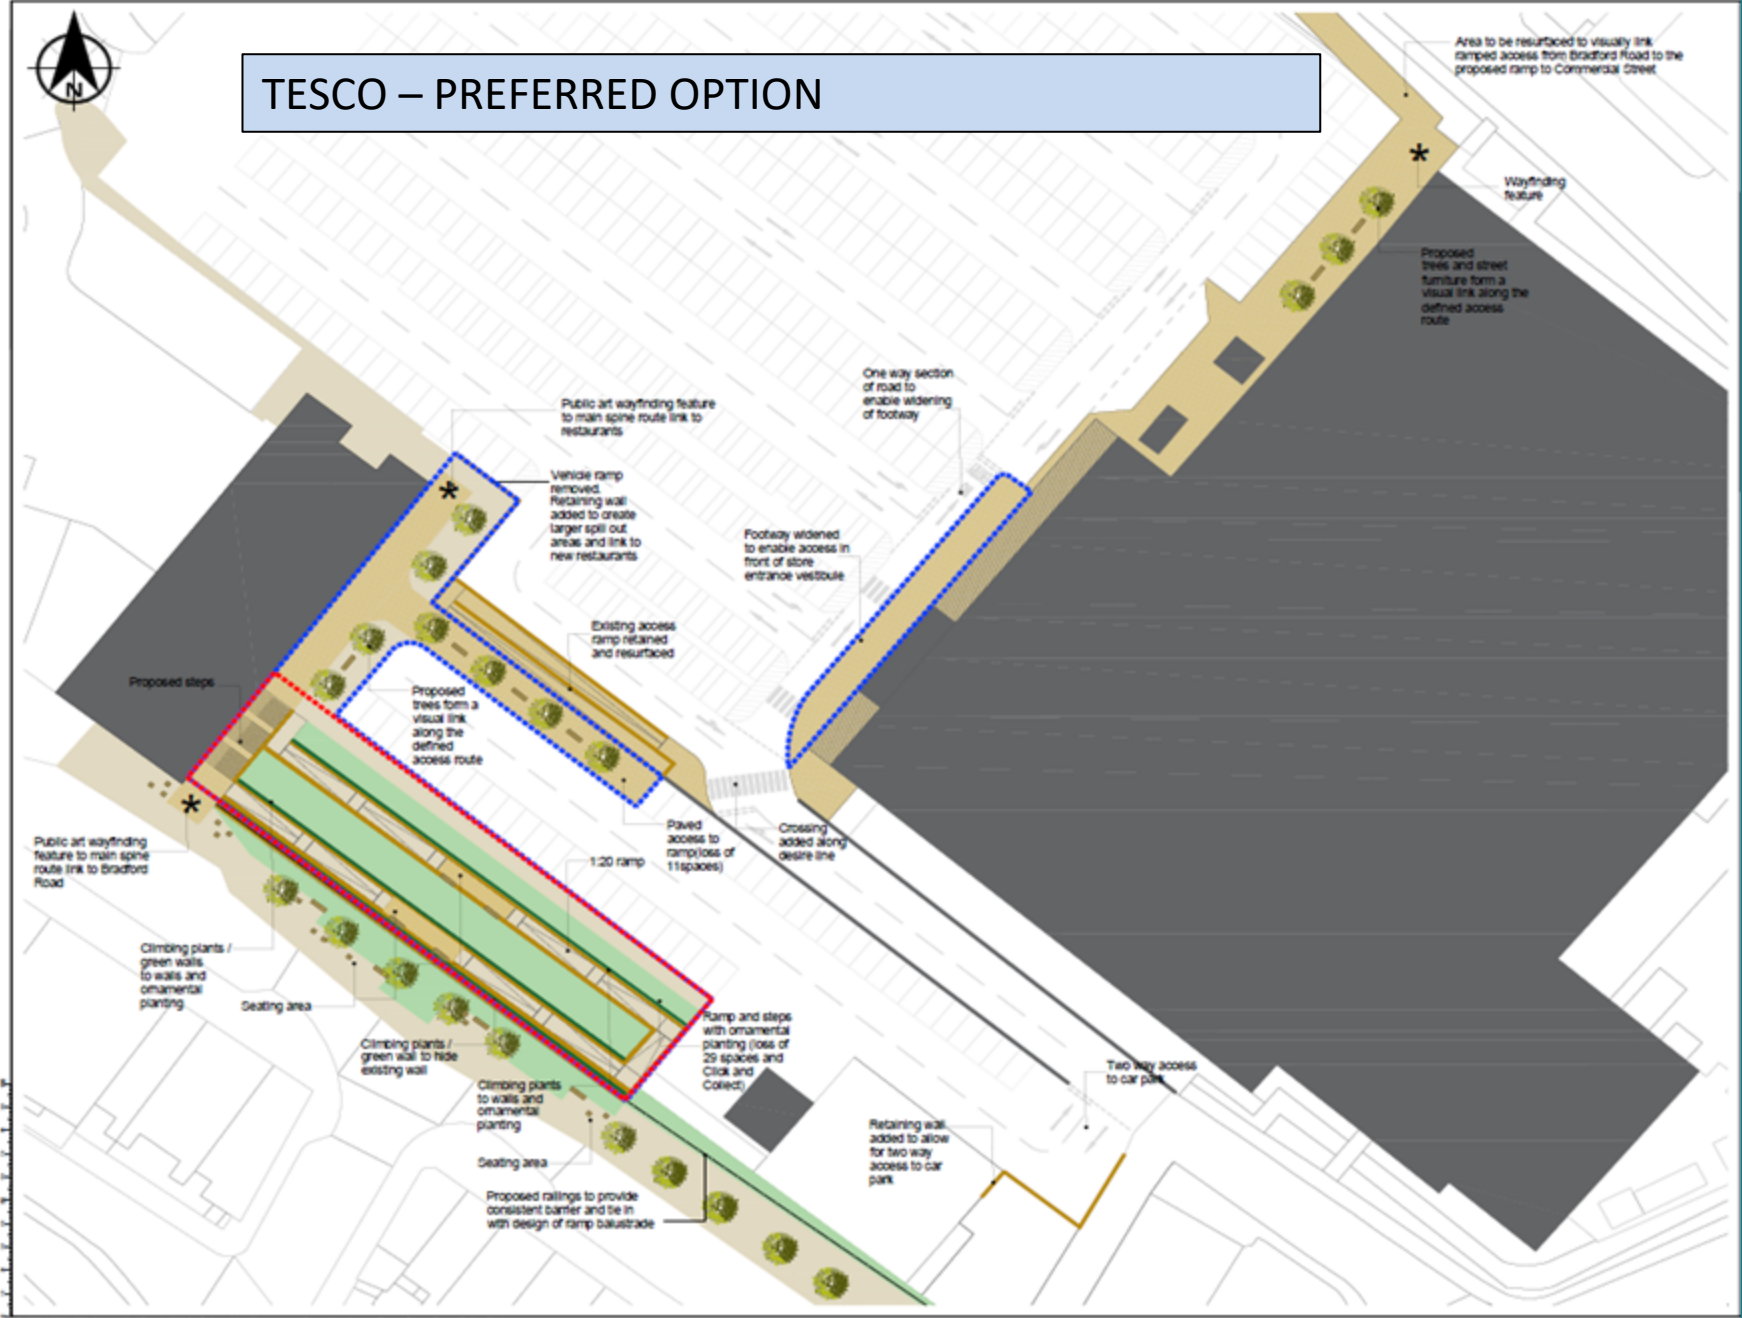 N
TESCO – PREFERRED OPTION
Area to be resurfaced to visually link
ramped access from Bradford Road to the
proposed ramp to Commercial Street
*
Wayfinding
feature
Proposed
trees and street
furniture form a
visual link along the
defined access
route
One way section
of road to
enable widening
of footway
Public art wayfinding feature
to main spine route link to
restaurants
*
Vehicle ramp
removed.
Retaining wall
added to create
larger spill out
areas and link to
new restaurants
Footway widened
to enable access in
front of store
entrance vestibule
Existing access
ramp retained
and resurfaced
Proposed steps
Proposed
trees form a
visual link
along the
defined
access route
*
Public art wayfinding
feature to main spine
route link to Bradford
Road
Paved
access to
ramp(loss of
11spaces)
1:20 ramp
Crossing
added along
desire line
Climbing plants /
green walls
to walls and
ornamental
planting
Seating area
Climbing plants /
green wall to hide
existing wall
Ramp and steps
with ornamental
planting (loss of
29 spaces and
Click and
Collect)
Two way access
to car park
Climbing plants
to walls and
ornamental
planting
Seating area
Retaining wall
added to allow
for two way
access to car
park
Proposed railings to provide
consistent barrier and tie in
with design of ramp balustrade